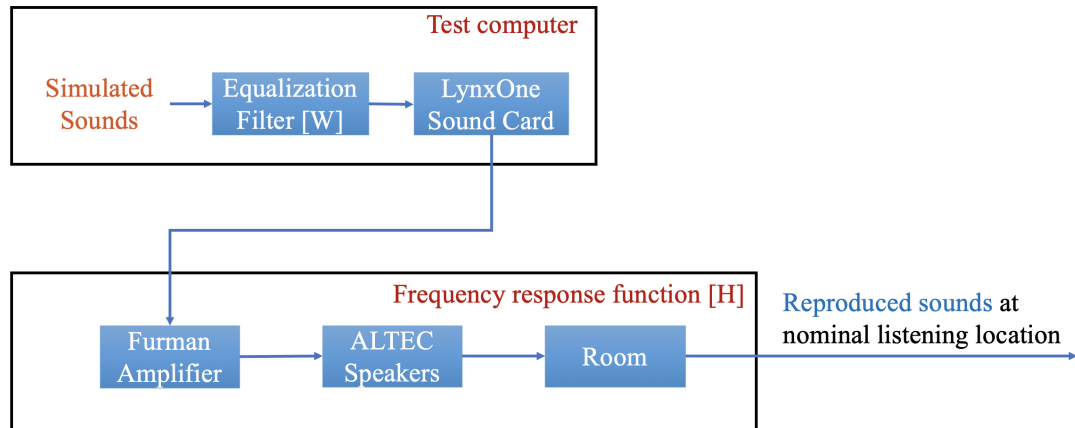 Test computer
Simulated
Sounds
Equalization
Filter [W]
LynxOne
Sound Card
Frequency response function [H]
Furman
Amplifier
ALTEC
Speakers
Room
Reproduced sounds at
nominal listening location